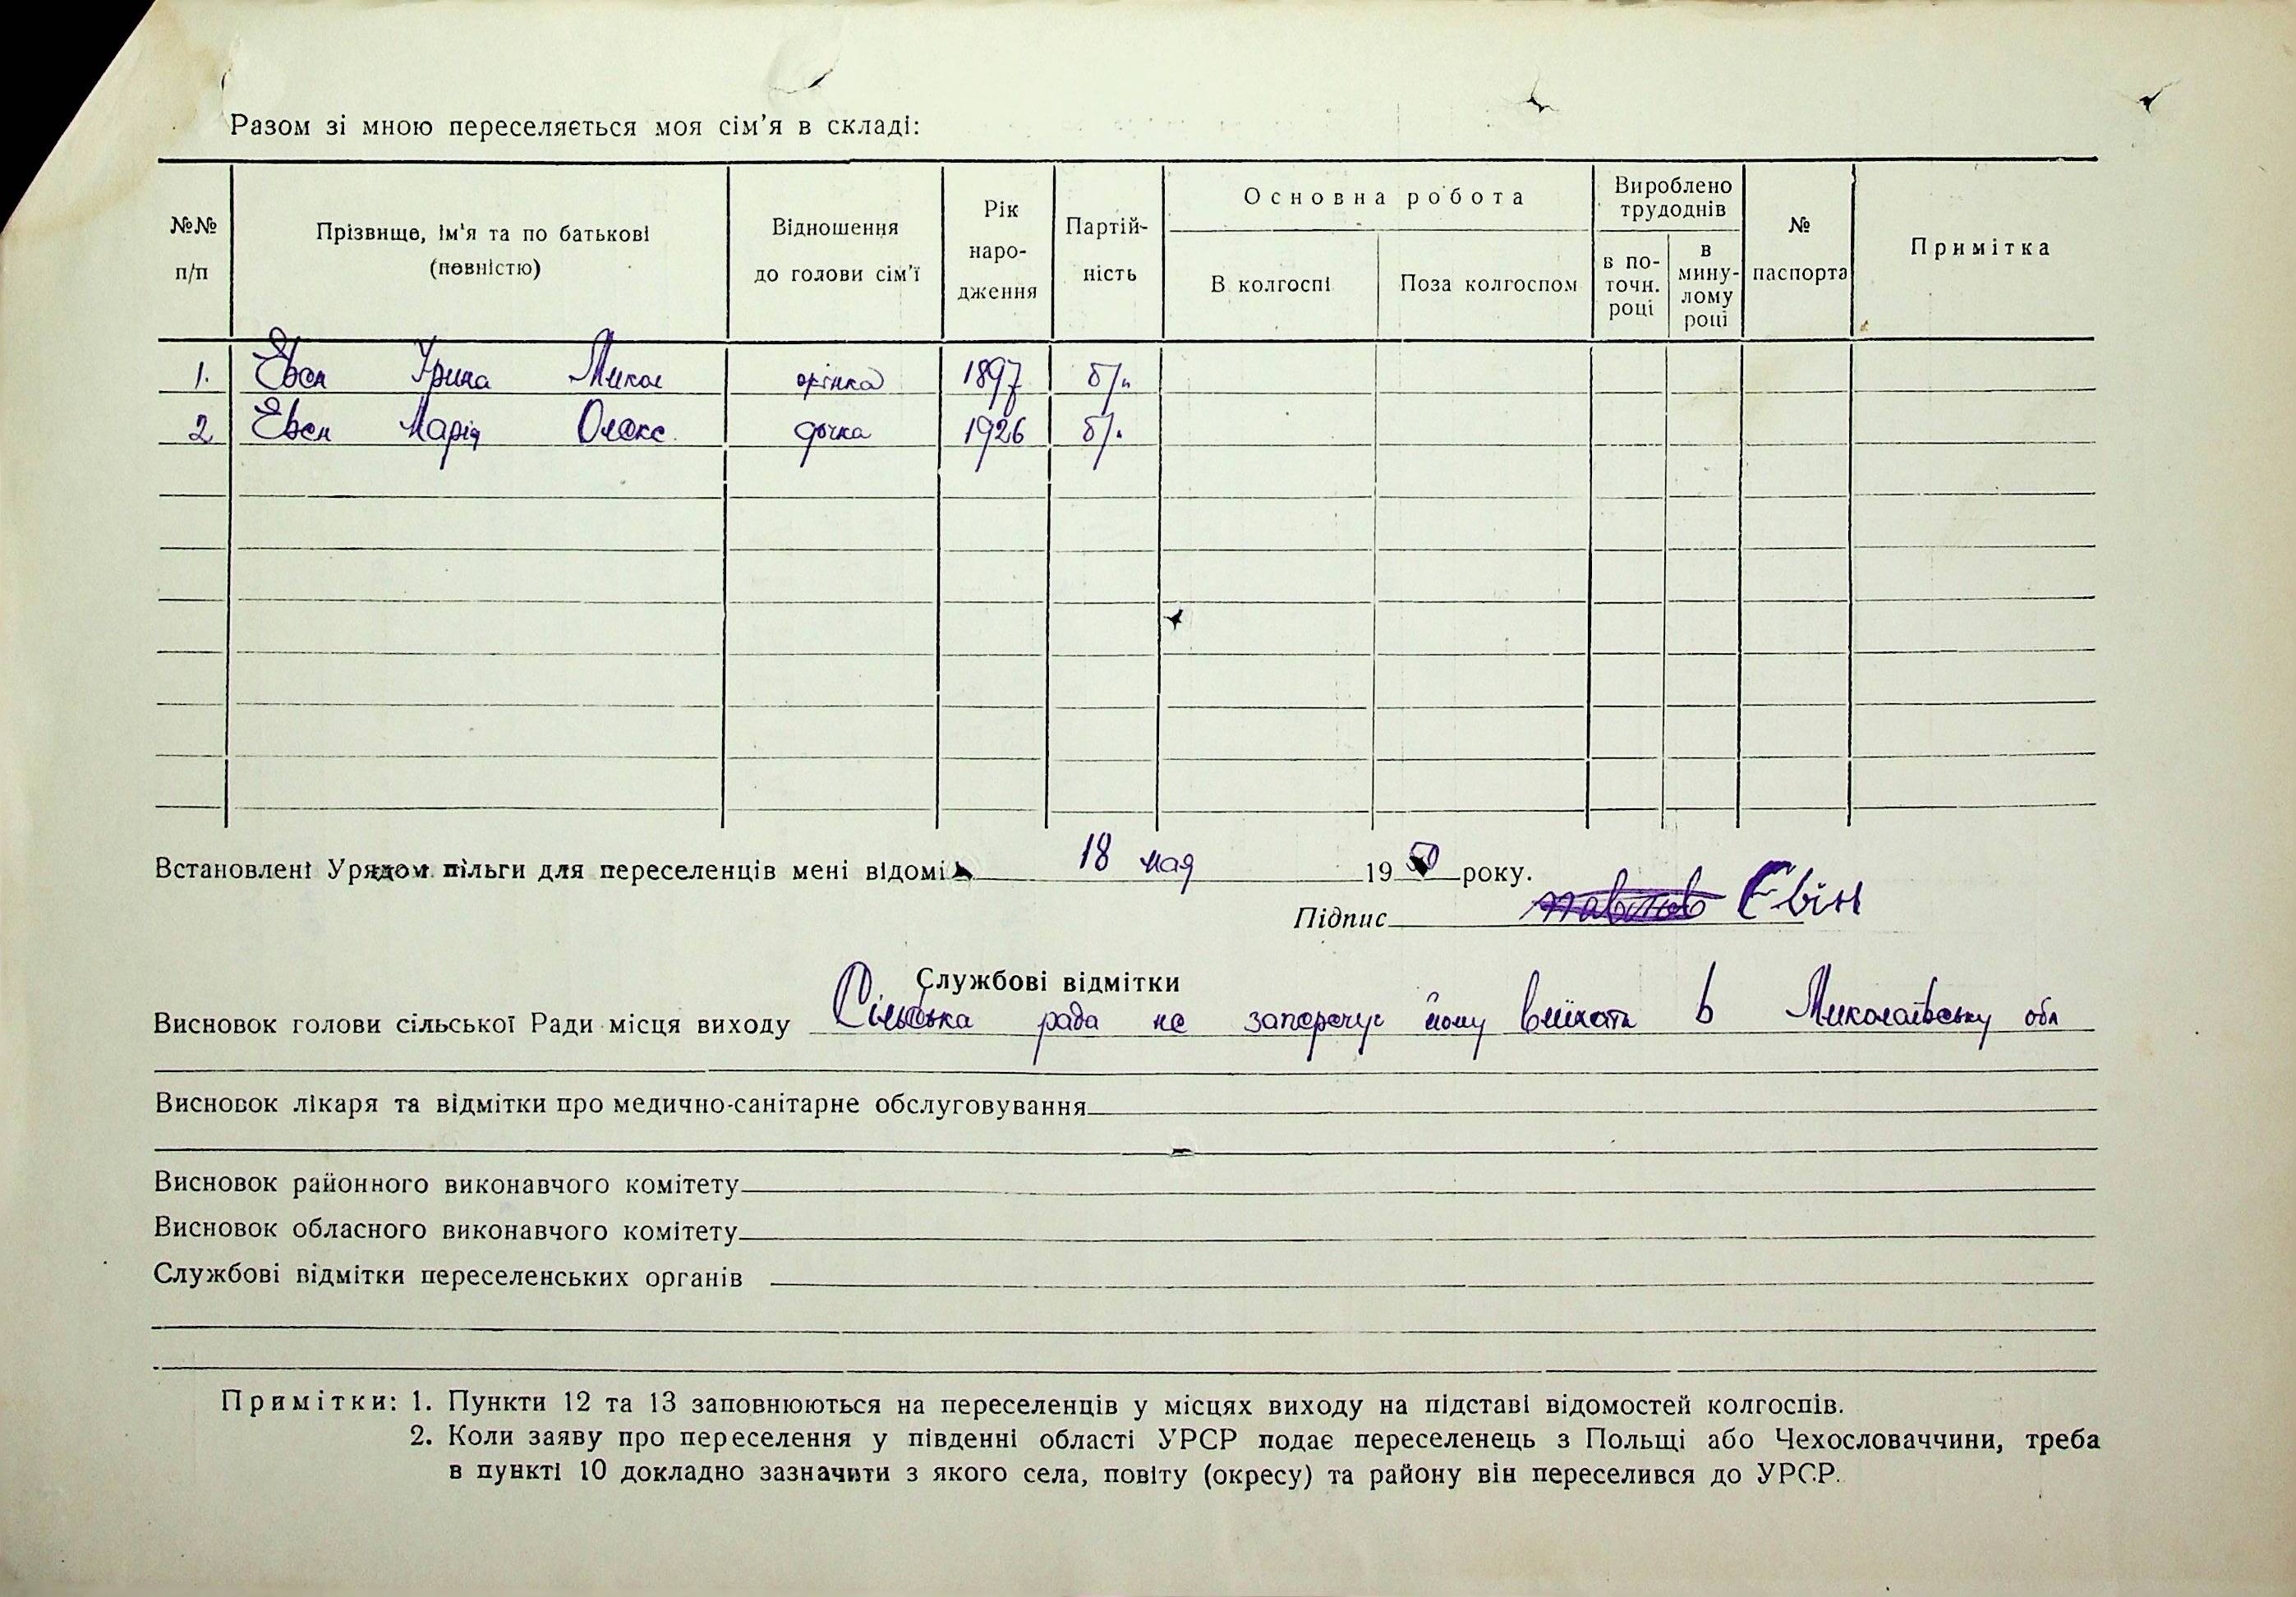 Разом зі мною переселяється моя сім'я в складі:
№№ п/п
Прізвище, ім'я та по батькові (повністю)
Відношення до голови сім'ї
Рік народження
Партійність
Основна робота
В колгоспі
Поза колгоспом
Вироблено трудоднів
в поточн. році
в минулому році
№ паспорта
Примітка
1. Евен Ірина Микол 1897 б/п
2 Евен Марія Олекс. дочка 1926 б/п
Встановлені Урядом пільги для переселенців мені відомі 18 мая 1950 року.
Підпис Евін
Службові відмітки
Висновок голови сільської Ради місця виходу Сільська рада не заперечує йому виїхати в Миколаївську обл
Висновок лікаря та відмітки про медично-санітарне обслуговування
Висновок районного виконавчого комітету
Висновок обласного виконавчого комітету
Службові відмітки переселенських органів
Примітки: 1. Пункти 12 та 13 заповнюються на переселенців у місцях виходу на підставі відомостей колгоспів.
2. Коли заяву про переселення у південні області УРСР подає переселенець з Польщі або Чехословаччини, треба
в пункті 10 докладно зазначити з якого села, повіту (окресу) та району він переселився до УРСР.